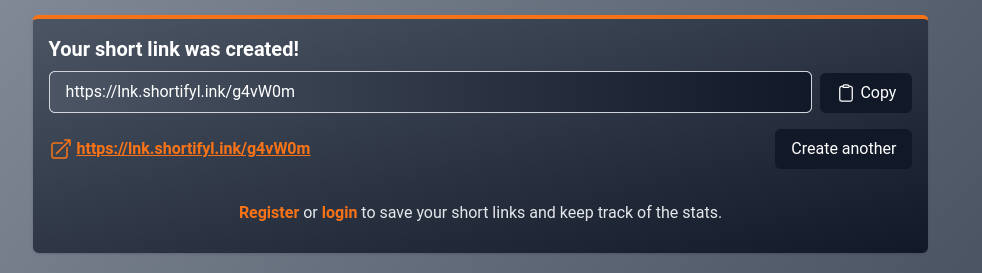 Your short link was created!
https://lnk.shortifyl.ink/g4vW0m
Copy
https://lnk.shortifyl.ink/g4vW0m
Create another
Register or login to save your short links and keep track of the stats.